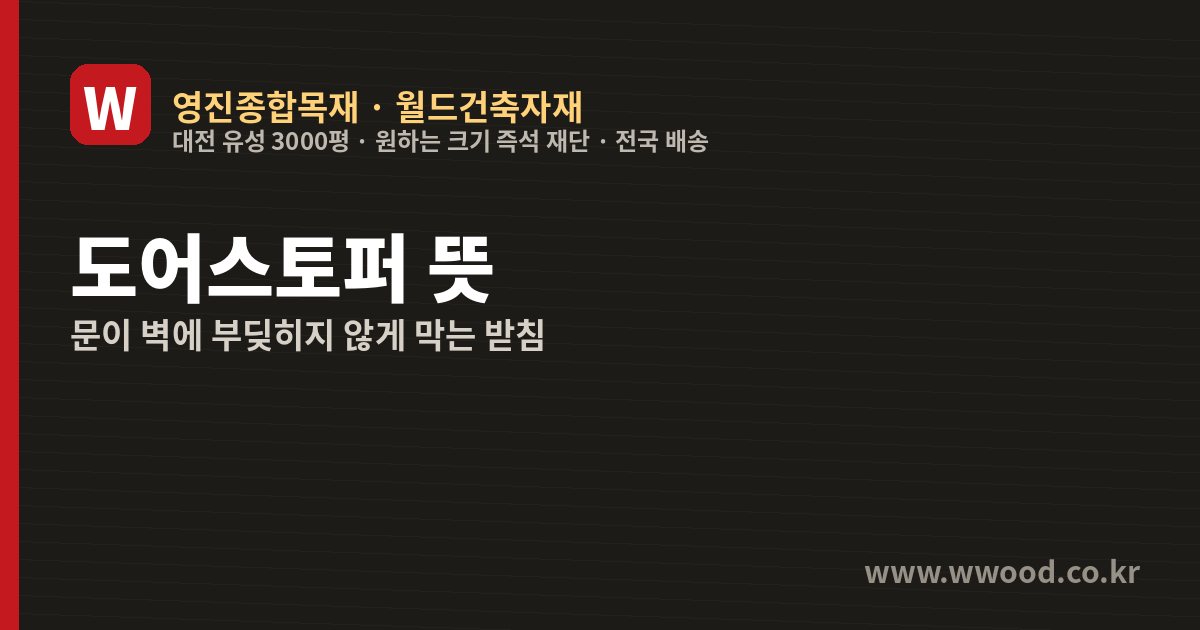 W
영진종합목재 · 월드건축자재
대전 유성 3000평 · 원하는 크기 즉석 재단 · 전국 배송
도어스토퍼 뜻
문이 벽에 부딪히지 않게 막는 받침
www.wwood.co.kr